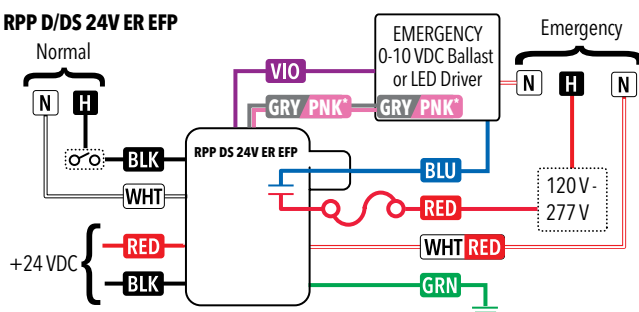 RPP D/DS 24V ER EFP
Normal
N
H
EMERGENCY
0-10 VDC Ballast
or LED Driver
Emergency
N
H
N
VIO
GRY/PNK*
GRY/PNK*
RPP DS 24V ER EFP
BLK
WHT
BLU
RED
120 V -
277 V
+24 VDC
RED
BLK
WHT RED
GRN